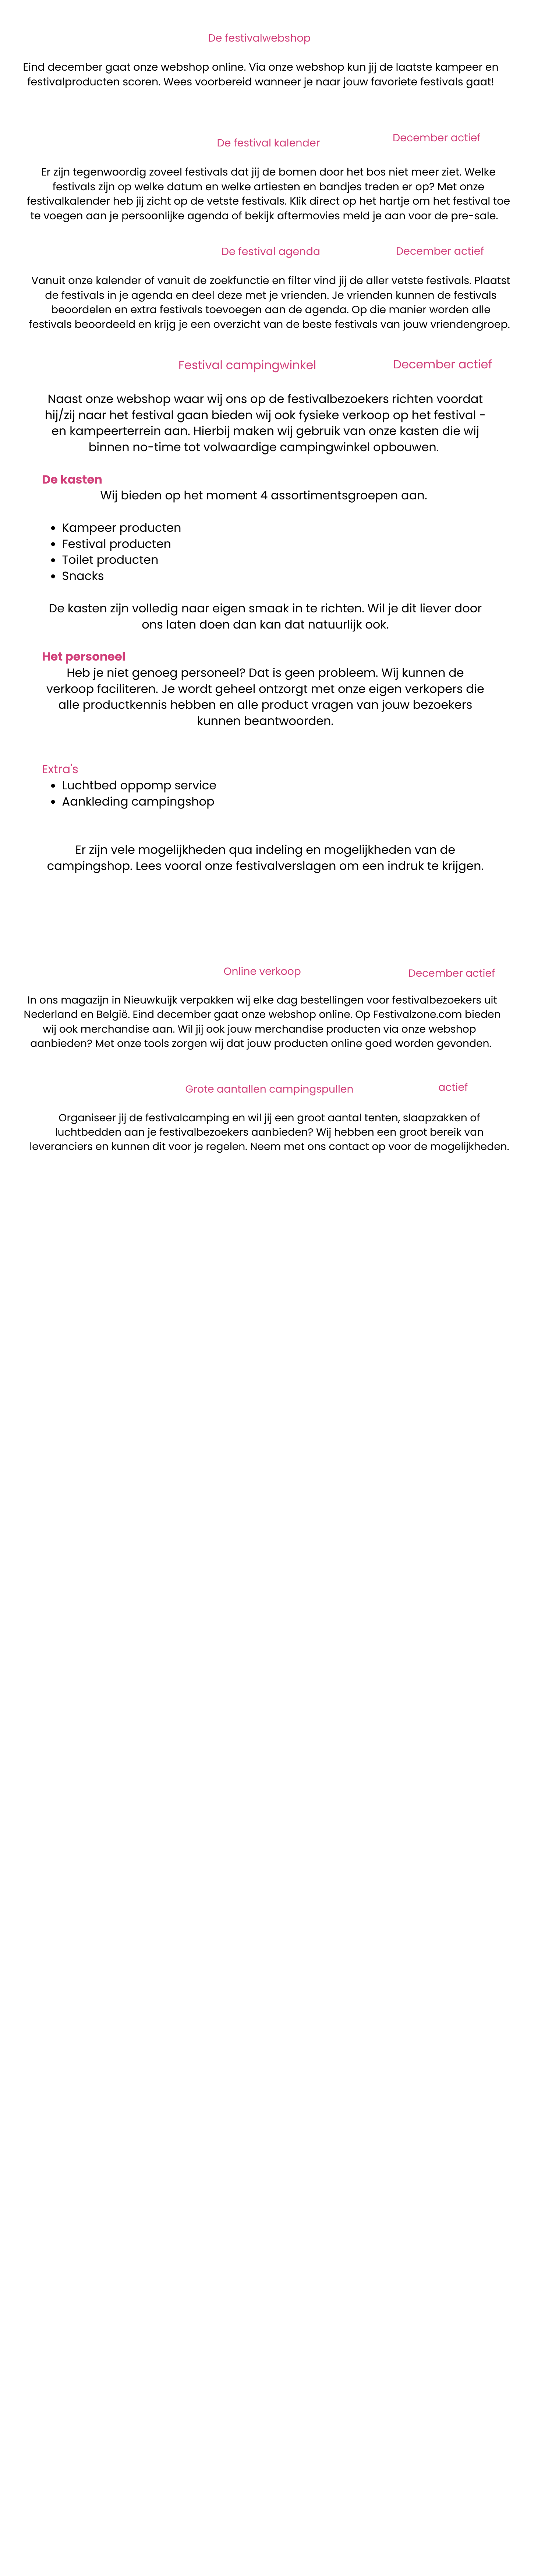 De festivalwebshop
Eind december gaat onze webshop online. Via onze webshop kun jij de laatste kampeer en
festivalproducten scoren. Wees voorbereid wanneer je naar jouw favoriete festivals gaat!
De festival kalender
December actief
Er zijn tegenwoordig zoveel festivals dat jij de bomen door het bos niet meer ziet. Welke
festivals zijn op welke datum en welke artiesten en bandjes treden er op? Met onze
festivalkalender heb jij zicht op de vetste festivals. Klik direct op het hartje om het festival toe
te voegen aan je persoonlijke agenda of bekijk aftermovies meld je aan voor de pre-sale.
De festival agenda
December actief
Vanuit onze kalender of vanuit de zoekfunctie en filter vind jij de aller vetste festivals. Plaatst
de festivals in je agenda en deel deze met je vrienden. Je vrienden kunnen de festivals
beoordelen en extra festivals toevoegen aan de agenda. Op die manier worden alle
festivals beoordeeld en krijg je een overzicht van de beste festivals van jouw vriendengroep.
Festival campingwinkel
December actief
Naast onze webshop waar wij ons op de festivalbezoekers richten voordat
hij/zij naar het festival gaan bieden wij ook fysieke verkoop op het festival -
en kampeerterrein aan. Hierbij maken wij gebruik van onze kasten die wij
binnen no-time tot volwaardige campingwinkel opbouwen.
De kasten
Wij bieden op het moment 4 assortimentsgroepen aan.
• Kampeer producten
• Festival producten
• Toilet producten
• Snacks
De kasten zijn volledig naar eigen smaak in te richten. Wil je dit liever door
ons laten doen dan kan dat natuurlijk ook.
Het personeel
Heb je niet genoeg personeel? Dat is geen probleem. Wij kunnen de
verkoop faciliteren. Je wordt geheel ontzorgt met onze eigen verkopers die
alle productkennis hebben en alle product vragen van jouw bezoekers
kunnen beantwoorden.
Extra's
• Luchtbed oppomp service
• Aankleding campingshop
Er zijn vele mogelijkheden qua indeling en mogelijkheden van de
campingshop. Lees vooral onze festivalverslagen om een indruk te krijgen.
Online verkoop
December actief
In ons magazijn in Nieuwkuijk verpakken wij elke dag bestellingen voor festivalbezoekers uit
Nederland en België. Eind december gaat onze webshop online. Op Festivalzone.com bieden
wij ook merchandise aan. Wil jij ook jouw merchandise producten via onze webshop
aanbieden? Met onze tools zorgen wij dat jouw producten online goed worden gevonden.
Grote aantallen campingspullen
actief
Organiseer jij de festivalcamping en wil jij een groot aantal tenten, slaapzakken of
luchtbedden aan je festivalbezoekers aanbieden? Wij hebben een groot bereik van
leveranciers en kunnen dit voor je regelen. Neem met ons contact op voor de mogelijkheden.